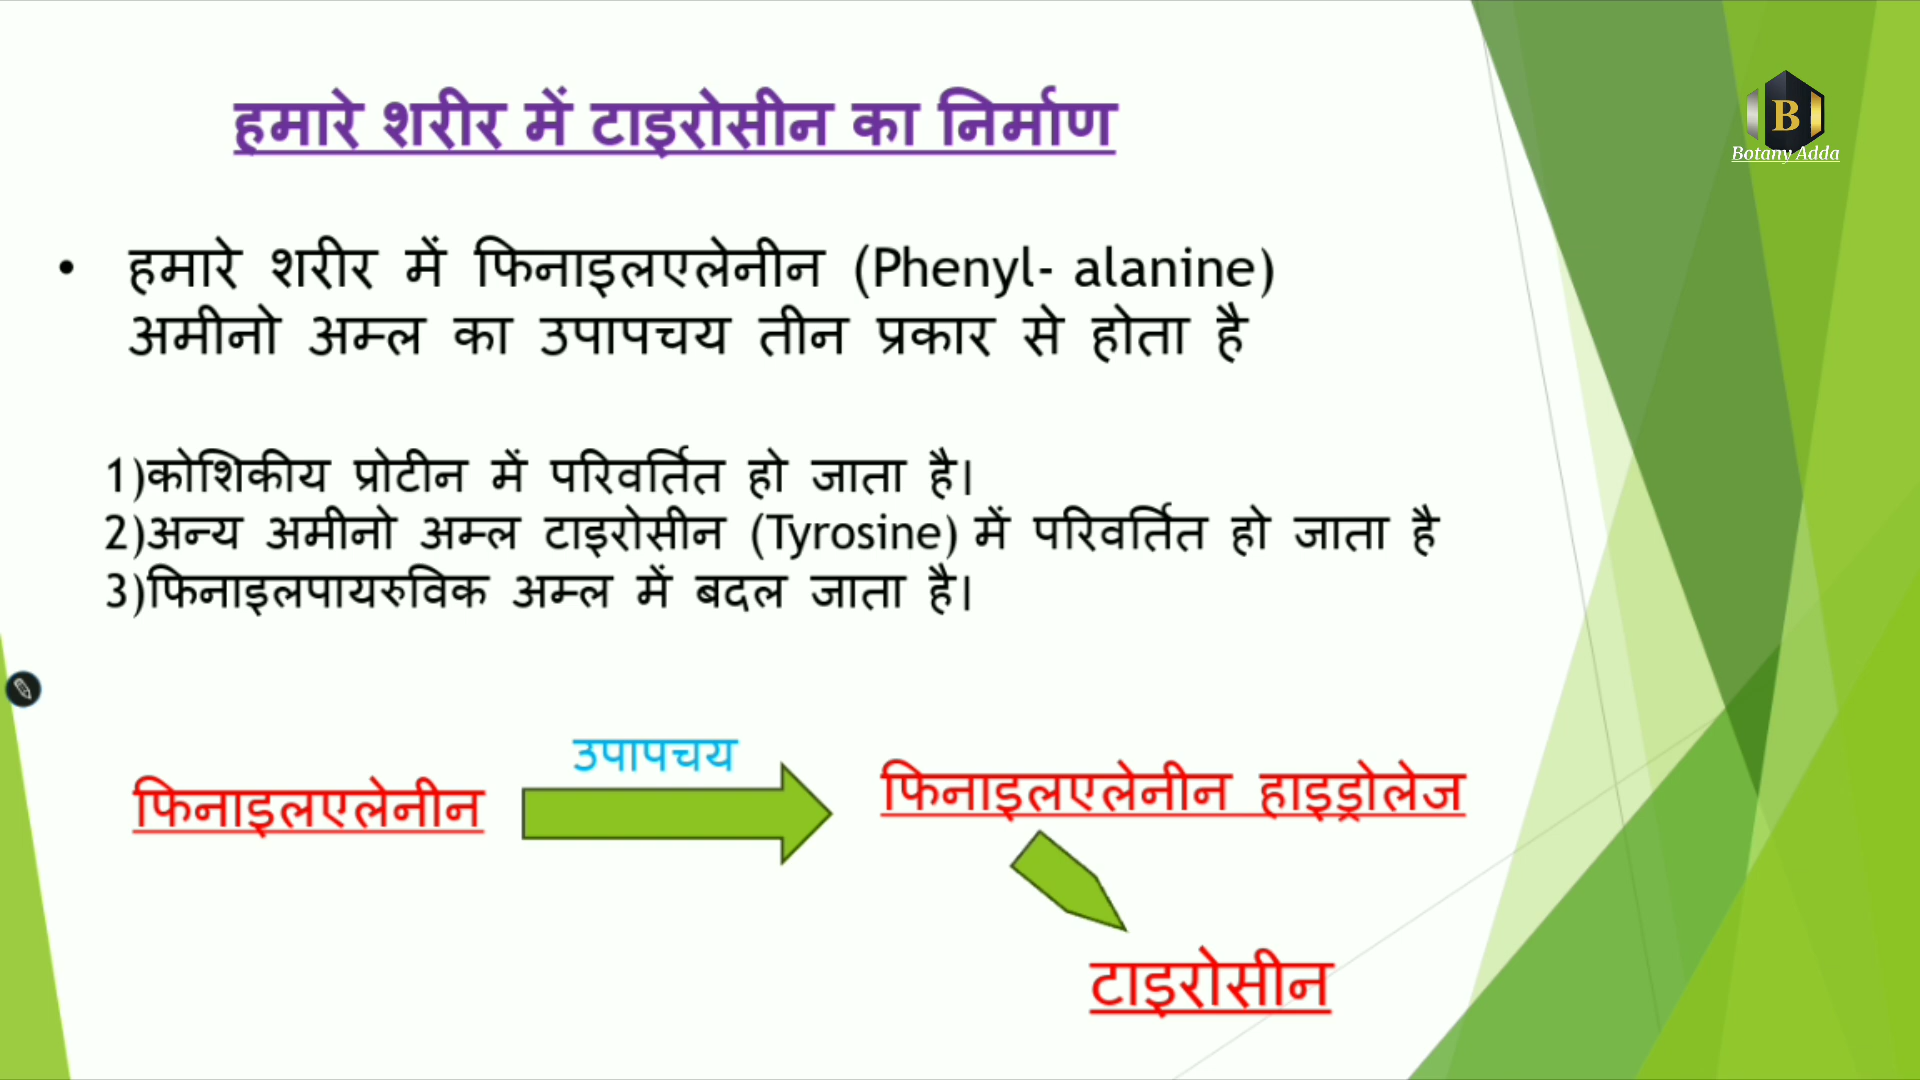 हमारे शरीर में टाइरोसीन का निर्माण
B
Botany Adda
• हमारे शरीर में फिनाइलएलेनीन (Phenyl- alanine)
अमीनो अम्ल का उपापचय तीन प्रकार से होता है
1)कोशिकीय प्रोटीन में परिवर्तित हो जाता है।
2)अन्य अमीनो अम्ल टाइरोसीन (Tyrosine) में परिवर्तित हो जाता है
3)फिनाइलपायरुविक अम्ल में बदल जाता है।
उपापचय
फिनाइलएलेनीन
फिनाइलएलेनीन हाइड्रोलेज
टाइरोसीन